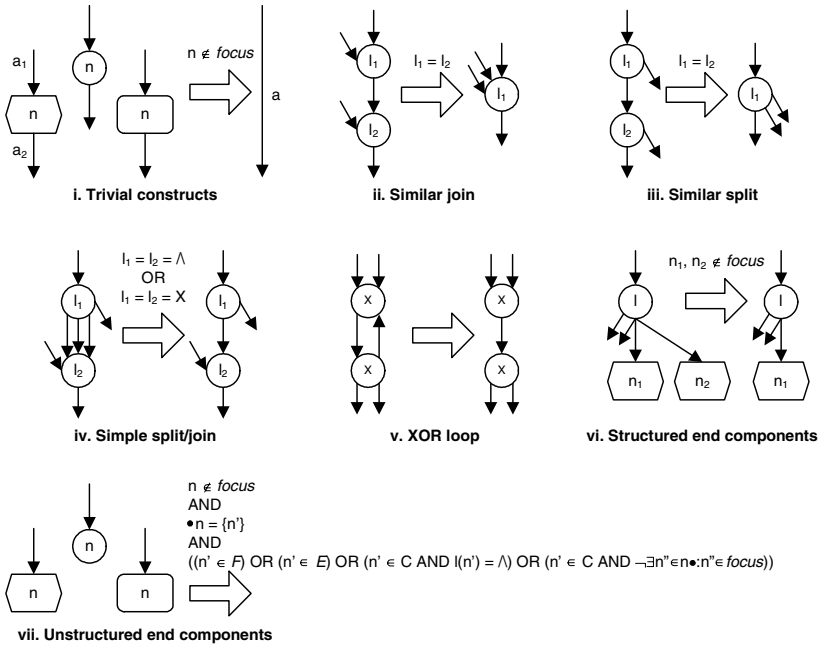 a₁
n
n
n
a₂
n ∉ focus
a
i. Trivial constructs
l₁
l₂
l₁ = l₂
l₁
ii. Similar join
l₁
l₂
l₁ = l₂
l₁
iii. Similar split
l₁
l₂
l₁ = l₂ = /\
OR
l₁ = l₂ = X
l₁
l₂
iv. Simple split/join
x
x
x
x
v. XOR loop
n₁, n₂ ∉ focus
l
n₁
n₂
l
n₁
vi. Structured end components
n
n
n
n ∉ focus
AND
•n = {n’}
AND
((n’ ∈ F) OR (n’ ∈ E) OR (n’ ∈ C AND l(n’) = /\) OR (n’ ∈ C AND ¬∃n”∈n•:n”∈focus))
vii. Unstructured end components